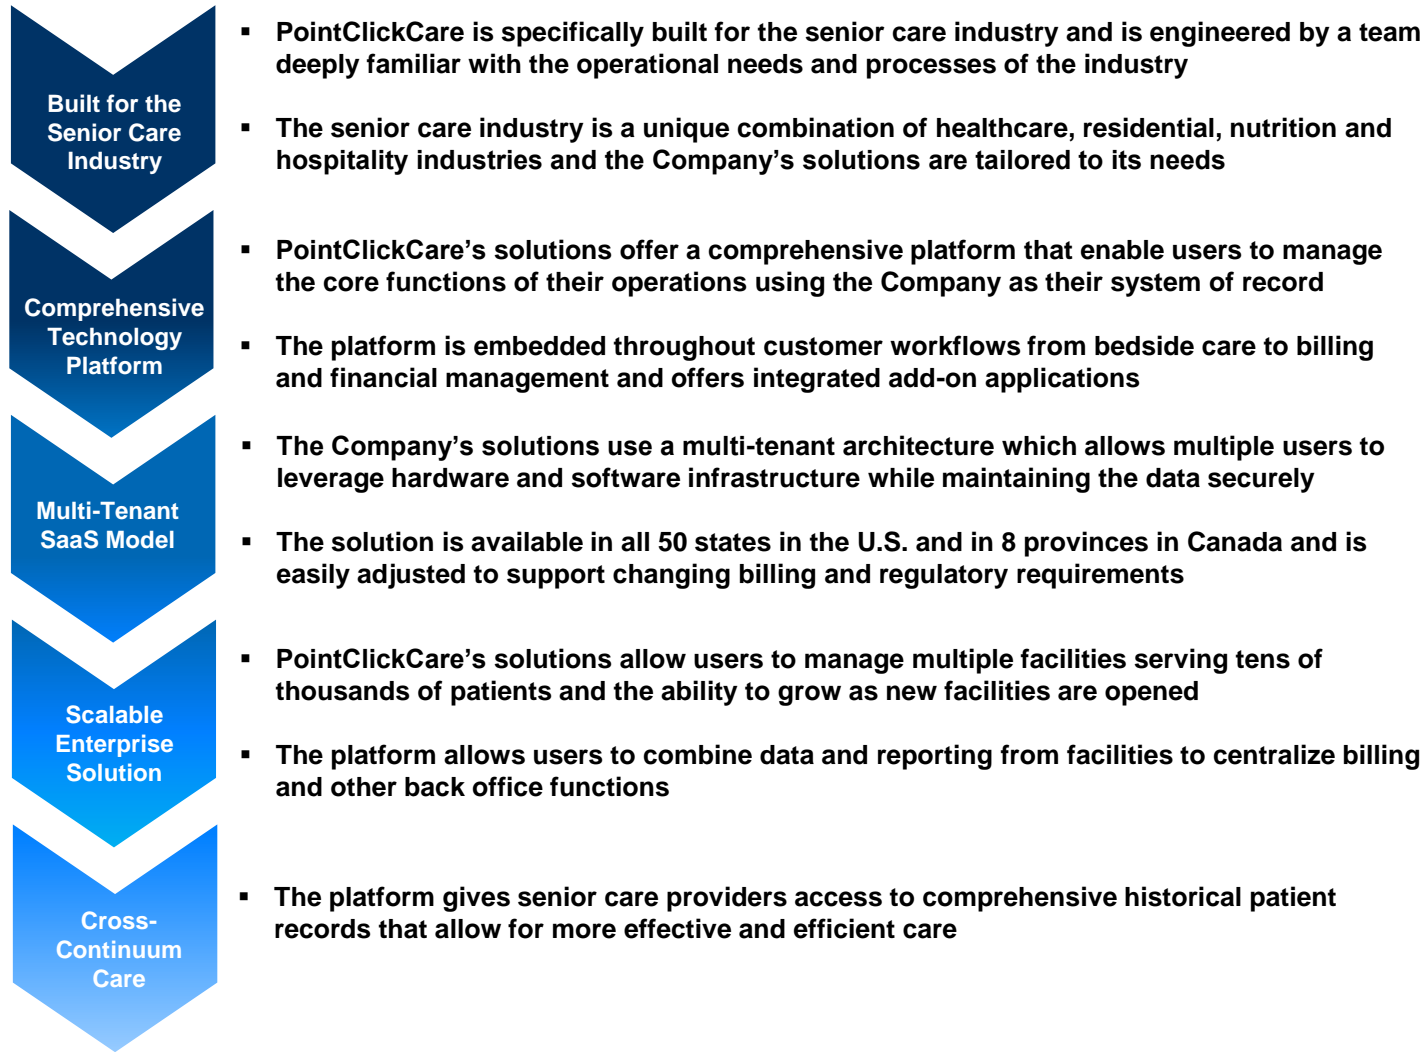 Built for the
Senior Care
Industry
▪ PointClickCare is specifically built for the senior care industry and is engineered by a team
deeply familiar with the operational needs and processes of the industry
▪ The senior care industry is a unique combination of healthcare, residential, nutrition and
hospitality industries and the Company’s solutions are tailored to its needs
Comprehensive
Technology
Platform
▪ PointClickCare’s solutions offer a comprehensive platform that enable users to manage
the core functions of their operations using the Company as their system of record
▪ The platform is embedded throughout customer workflows from bedside care to billing
and financial management and offers integrated add-on applications
Multi-Tenant
SaaS Model
▪ The Company’s solutions use a multi-tenant architecture which allows multiple users to
leverage hardware and software infrastructure while maintaining the data securely
▪ The solution is available in all 50 states in the U.S. and in 8 provinces in Canada and is
easily adjusted to support changing billing and regulatory requirements
Scalable
Enterprise
Solution
▪ PointClickCare’s solutions allow users to manage multiple facilities serving tens of
thousands of patients and the ability to grow as new facilities are opened
▪ The platform allows users to combine data and reporting from facilities to centralize billing
and other back office functions
Cross-
Continuum
Care
▪ The platform gives senior care providers access to comprehensive historical patient
records that allow for more effective and efficient care